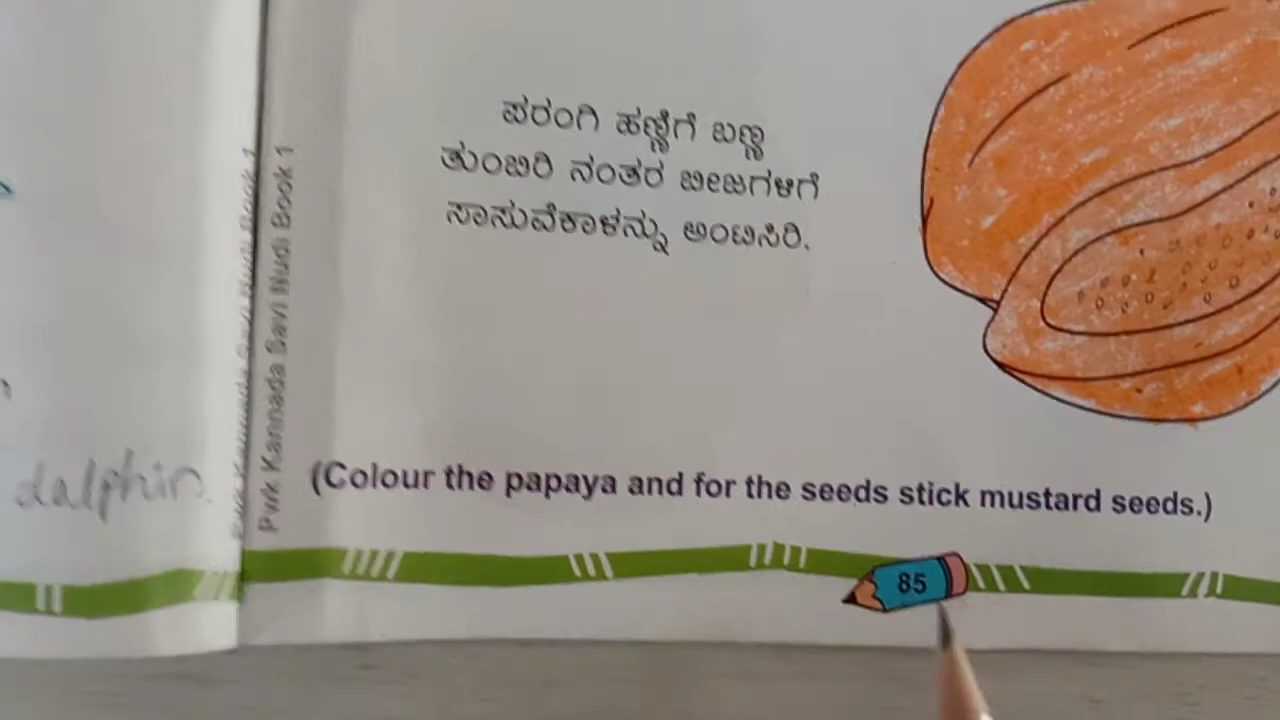 ಪರಂಗಿ ಹಣ್ಣಿಗೆ ಬಣ್ಣ
ತುಂಬಿರಿ ನಂತರ ಬೀಜಗಳಿಗೆ
ಸಾಸುವೆಕಾಳನ್ನು ಅಂಟಿಸಿರಿ.
(Colour the papaya and for the seeds stick mustard seeds.)
85
Pwk Kannada Savi Nudi Book 1
dalphin